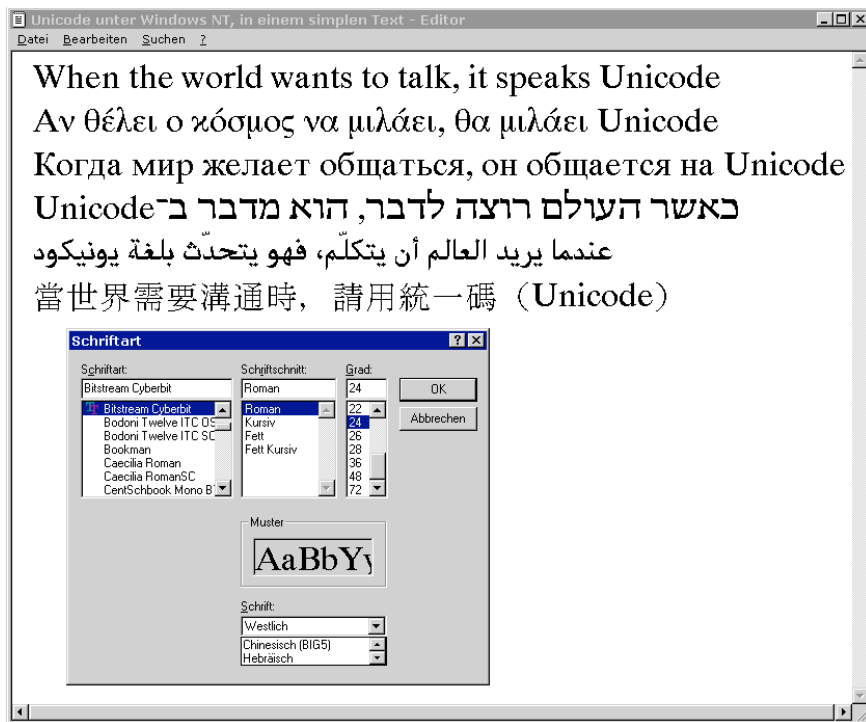 Unicode unter Windows NT, in einem simplen Text - Editor
Datei Bearbeiten Suchen ?
When the world wants to talk, it speaks Unicode
Αν θέλει ο κόσμος να μιλάει, θα μιλάει Unicode
Когда мир желает общаться, он общается на Unicode
כאשר העולם רוצה לדבר, הוא מדבר ב־Unicode
عندما يريد العالم أن يتكلّم، فهو يتحدّث بلغة يونيكود
當世界需要溝通時，請用統一碼（Unicode）
Schriftart
Schriftart: Schriftschnitt: Grad:
Bitstream Cyberbit Roman 24 OK
Bitstream Cyberbit Roman 22
Bodoni Twelve ITC OS Kursiv 24 Abbrechen
Bodoni Twelve ITC SC Fett 26
Bookman Fett Kursiv 28
Caecilia Roman 36
Caecilia RomanSC 48
CentSchbook Mono B 72
Muster
AaBbYy
Schrift:
Westlich
Chinesisch (BIG5)
Hebräisch